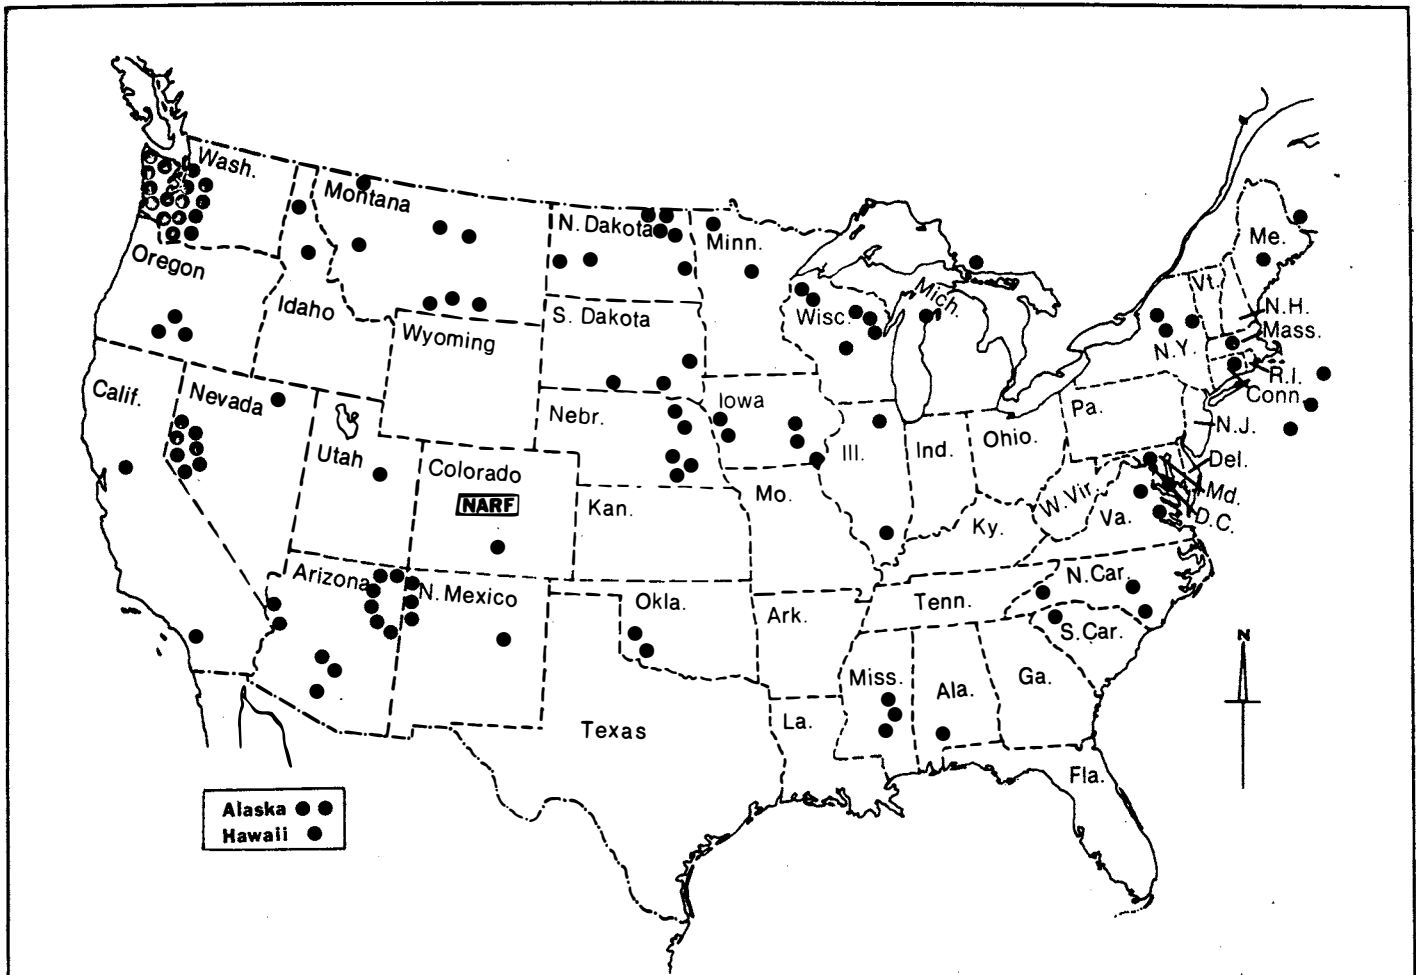 Wash.
Montana
N. Dakota
Minn.
Me.
Oregon
Idaho
Mich.
Vt.
N.H.
Wisc.
S. Dakota
Wyoming
Mass.
N.Y.
R.I.
Conn.
Calif.
Nevada
Nebr.
Iowa
Pa.
N.J.
Utah
Colorado
Ill.
Ind.
Ohio.
Del.
NARF
Kan.
Mo.
W. Vir.
Md.
Va.
D.C.
Ky.
Arizona
N. Mexico
Okla.
Ark.
Tenn.
N. Car.
S. Car.
N
Miss.
Ala.
Ga.
Texas
La.
Fla.
Alaska
Hawaii